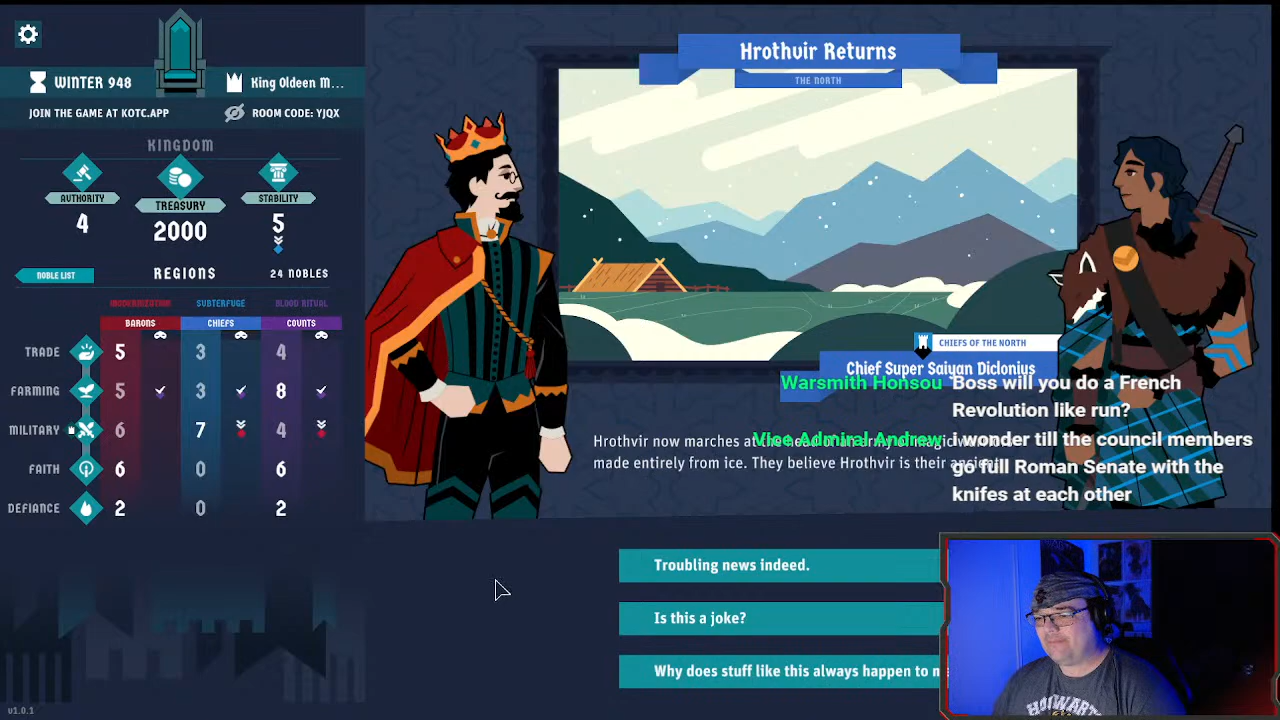 Hrothvir Returns
THE NORTH
WINTER 948
King Oldeen M...
JOIN THE GAME AT KOTC.APP
ROOM CODE: YJQX
KINGDOM
AUTHORITY
TREASURY
STABILITY
4
2000
5
NOBLE LIST
REGIONS
24 NOBLES
MODERNIZATION
SUBTERFUGE
BLOOD RITUAL
BARONS
CHIEFS
COUNTS
TRADE 5 3 4
FARMING 5 3 8
MILITARY 6 7 4
FAITH 6 0 6
DEFIANCE 2 0 2
CHIEFS OF THE NORTH
Chief Super Saiyan Diclonius
Warsmith Honsou Boss will you do a French
Revolution like run?
Vice Admiral Andrew i wonder till the council members
go full Roman Senate with the
knifes at each other
Hrothvir now marches at
made entirely from ice. They believe Hrothvir is their
Troubling news indeed.
Is this a joke?
Why does stuff like this always happen to
HOGWART
v1.0.1